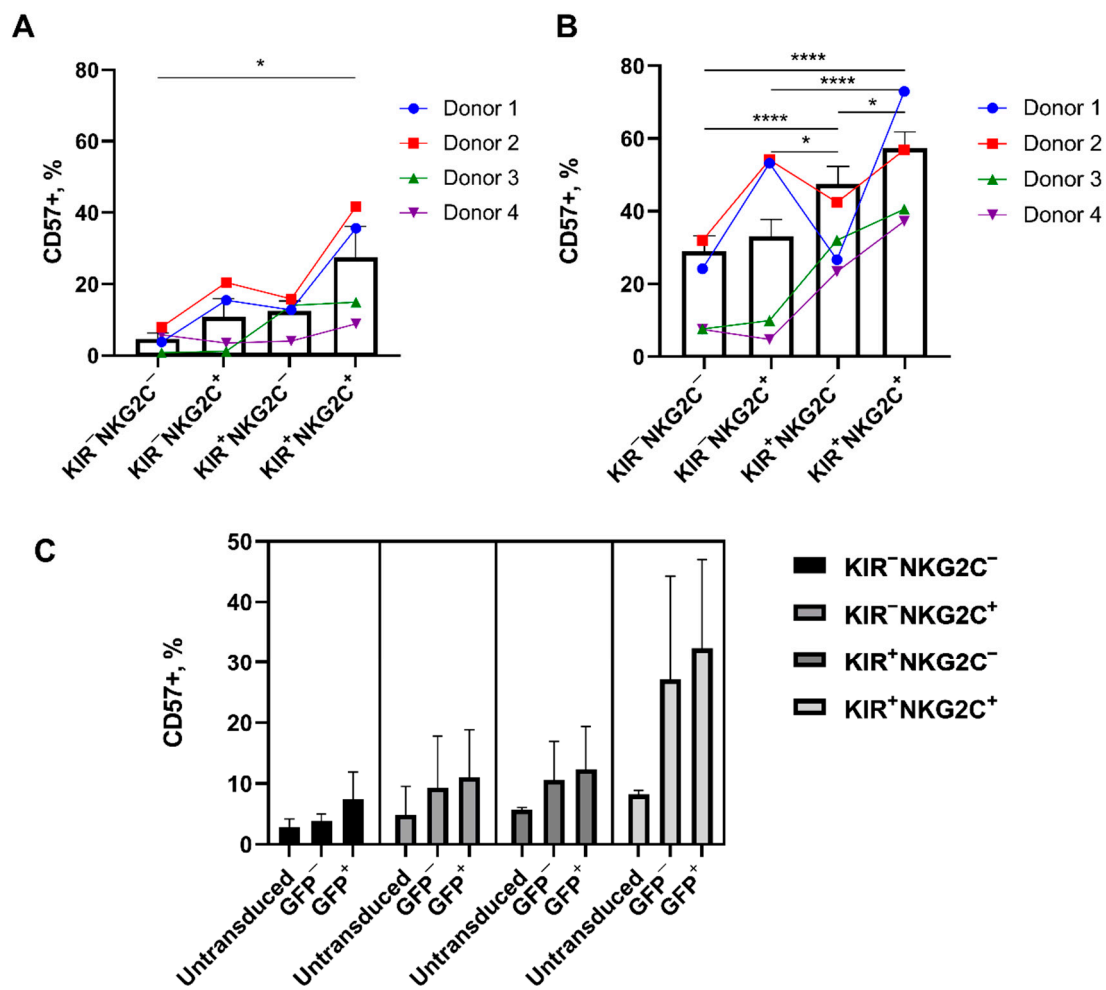 A
CD57+, %
80
60
40
20
0
*
KIR⁻NKG2C⁻
KIR⁻NKG2C⁺
KIR⁺NKG2C⁻
KIR⁺NKG2C⁺
Donor 1
Donor 2
Donor 3
Donor 4
B
CD57+, %
80
60
40
20
0
****
****
*
****
*
KIR⁻NKG2C⁻
KIR⁻NKG2C⁺
KIR⁺NKG2C⁻
KIR⁺NKG2C⁺
Donor 1
Donor 2
Donor 3
Donor 4
C
CD57+, %
50
40
30
20
10
0
Untransduced
GFP⁻
GFP⁺
Untransduced
GFP⁻
GFP⁺
Untransduced
GFP⁻
GFP⁺
Untransduced
GFP⁻
GFP⁺
KIR⁻NKG2C⁻
KIR⁻NKG2C⁺
KIR⁺NKG2C⁻
KIR⁺NKG2C⁺